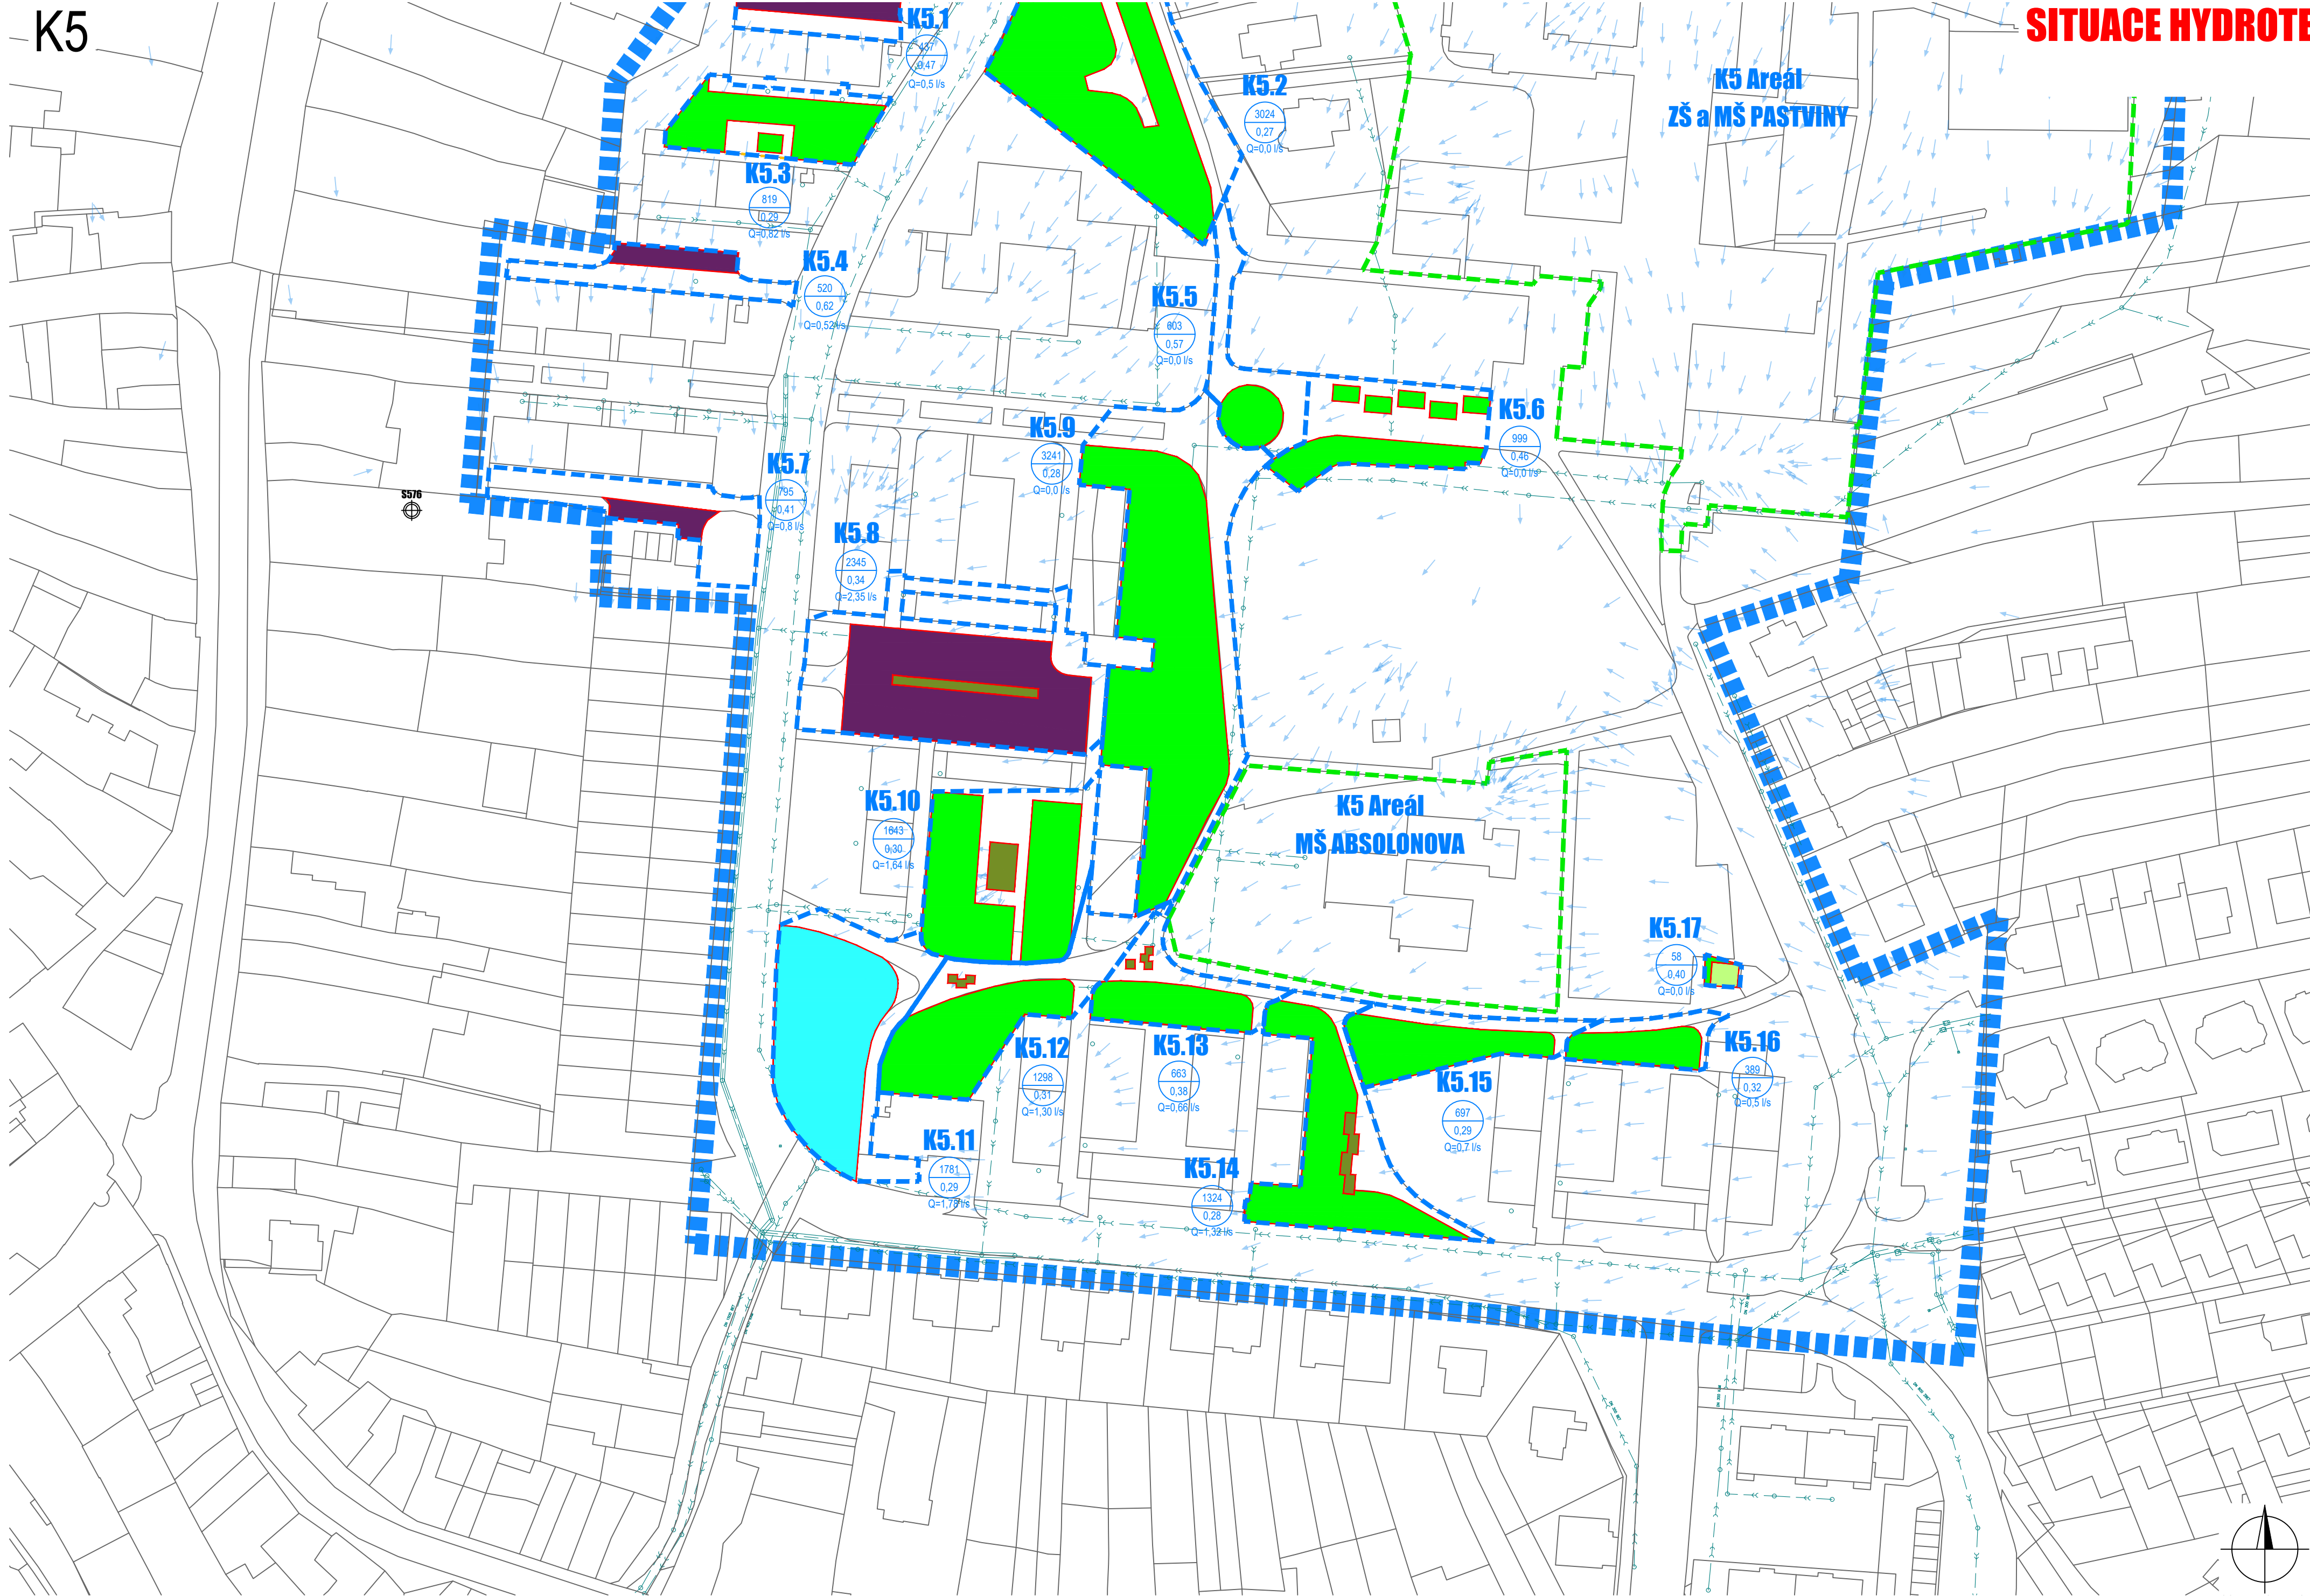 K5
SITUACE HYDROTE
K5.1
437
0,47
Q=0,5 l/s
K5.2
3024
0,27
Q=0,0 l/s
K5 Areál
ZŠ a MŠ PASTVINY
K5.3
819
0,29
Q=0,82 l/s
K5.4
520
0,62
Q=0,52 l/s
K5.5
603
0,57
Q=0,0 l/s
K5.6
999
0,46
Q=0,0 l/s
K5.9
3241
0,28
Q=0,0 l/s
K5.7
795
0,41
Q=0,8 l/s
S576
K5.8
2345
0,34
Q=2,35 l/s
K5.10
1643
0,30
Q=1,64 l/s
K5 Areál
MŠ ABSOLONOVA
K5.17
58
0,40
Q=0,0 l/s
K5.12
1298
0,31
Q=1,30 l/s
K5.13
663
0,38
Q=0,66 l/s
K5.16
389
0,32
Q=0,5 l/s
K5.15
697
0,29
Q=0,7 l/s
K5.11
1781
0,29
Q=1,78 l/s
K5.14
1324
0,28
Q=1,32 l/s